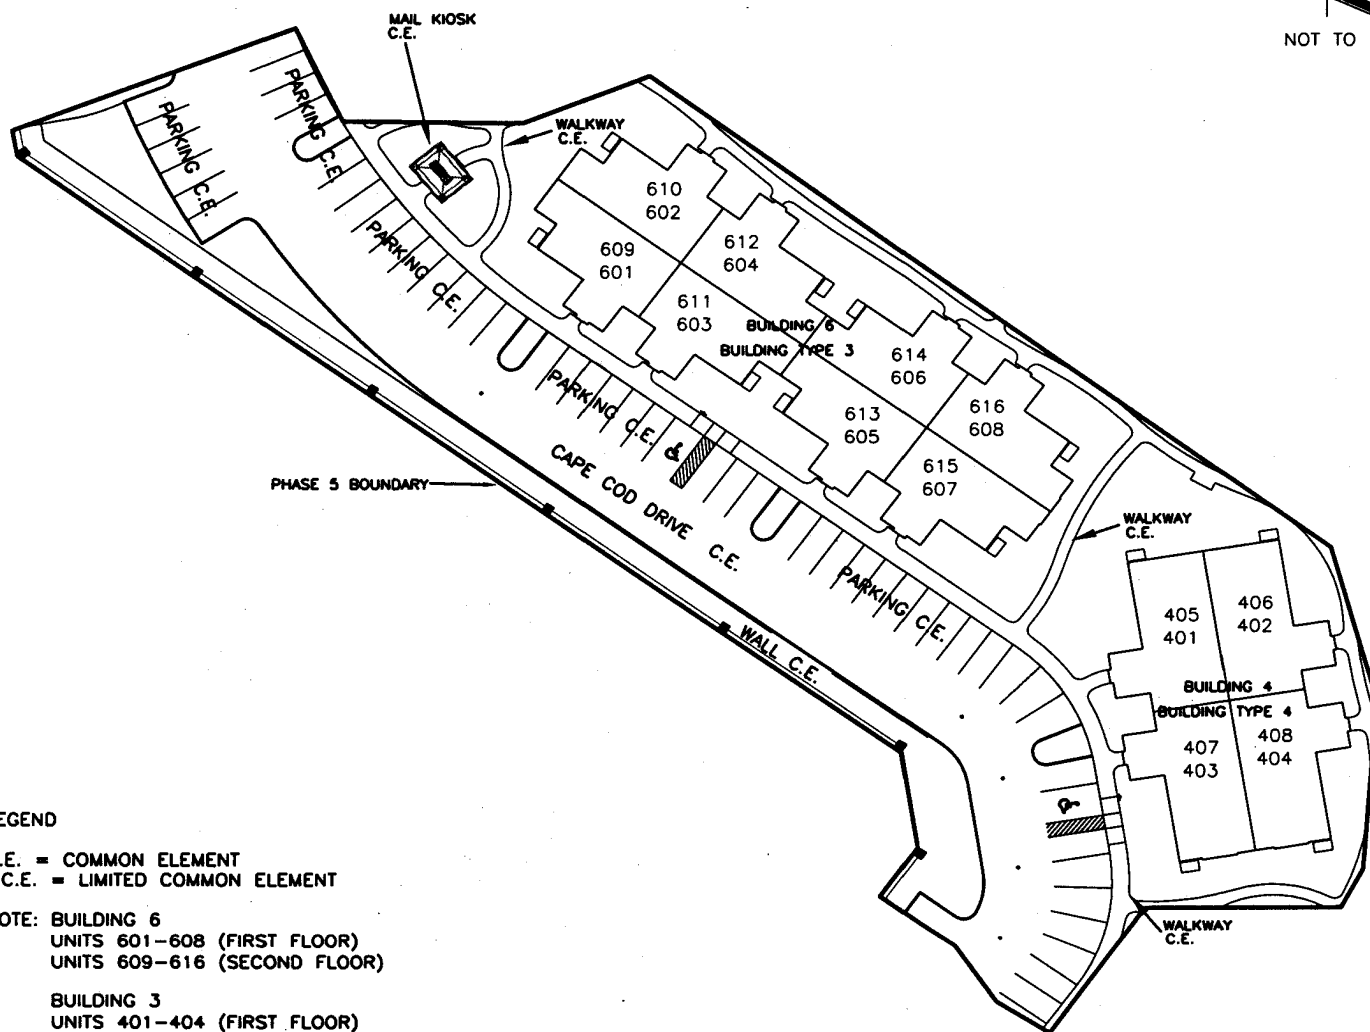 MAIL KIOSK
C.E.
NOT TO
PARKING C.E.
PARKING C.E.
WALKWAY
C.E.
610
602
612
604
609
601
PARKING C.E.
611
603
BUILDING 6
BUILDING TYPE 3
614
606
616
608
613
605
615
607
PARKING C.E.
CAPE COD DRIVE C.E.
PHASE 5 BOUNDARY
WALKWAY
C.E.
PARKING C.E.
WALL C.E.
405
401
406
402
BUILDING 4
BUILDING TYPE 4
407
403
408
404
WALKWAY
C.E.
EGEND
.E. = COMMON ELEMENT
C.E. = LIMITED COMMON ELEMENT
OTE: BUILDING 6
UNITS 601-608 (FIRST FLOOR)
UNITS 609-616 (SECOND FLOOR)
BUILDING 3
UNITS 401-404 (FIRST FLOOR)